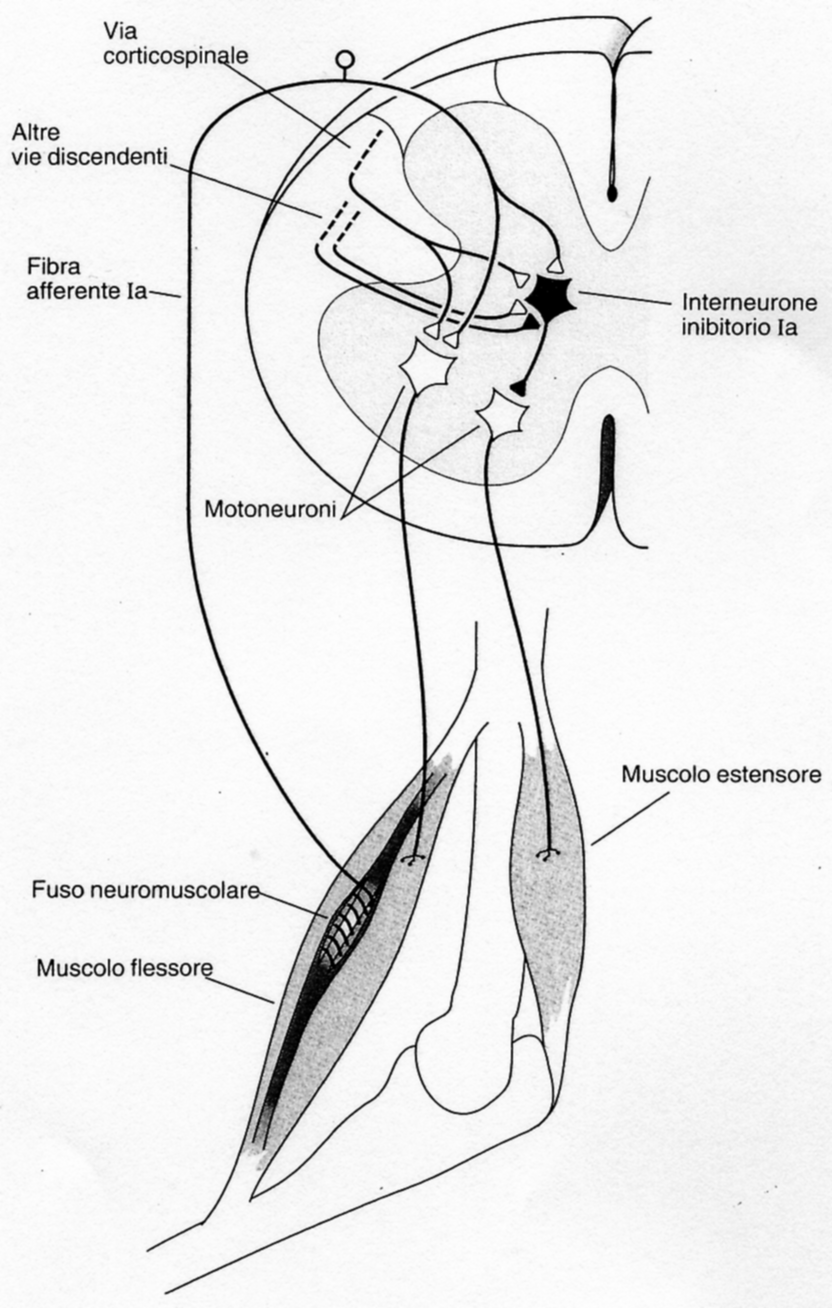 Via
corticospinale
Altre
vie discendenti
Fibra
afferente Ia
Interneurone
inibitorio Ia
Motoneuroni
Muscolo estensore
Fuso neuromuscolare
Muscolo flessore